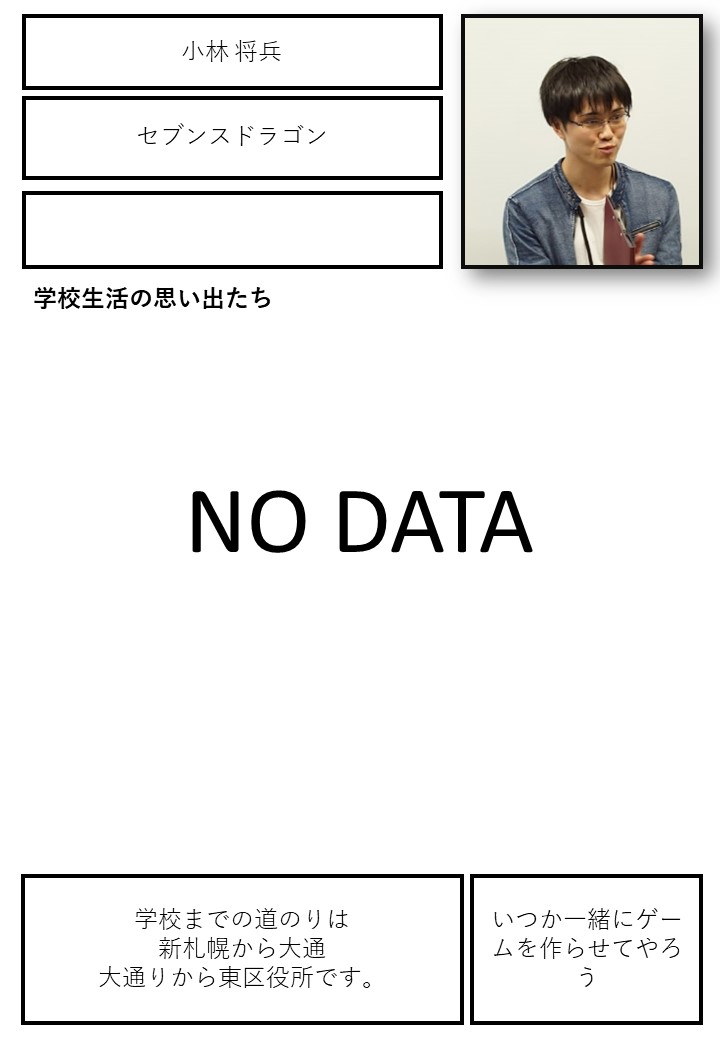 小林 将兵
セブンスドラゴン
学校生活の思い出たち
NO DATA
学校までの道のりは
新札幌から大通
大通りから東区役所です。
いつか一緒にゲー
ムを作らせてやろ
う